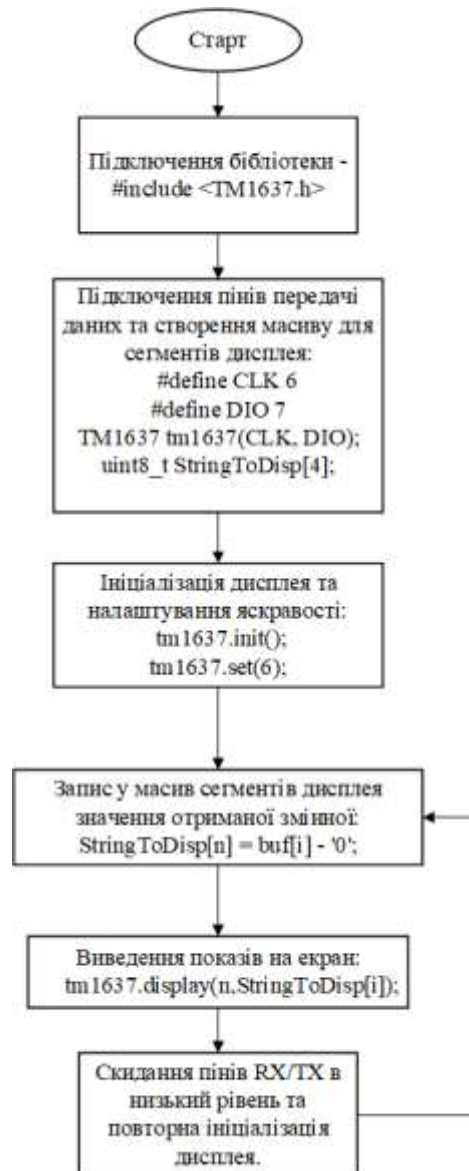 Старт
Підключення бібліотеки -
#include <TM1637.h>
Підключення пінів передачі
даних та створення масиву для
сегментів дисплея:
#define CLK 6
#define DIO 7
TM1637 tm1637(CLK, DIO);
uint8_t StringToDisp[4];
Ініціалізація дисплея та
налаштування яскравості:
tm1637.init();
tm1637.set(6);
Запис у масив сегментів дисплея
значення отриманої змінної:
StringToDisp[n] = buf[i] - '0';
Виведення показів на екран:
tm1637.display(n,StringToDisp[i]);
Скидання пінів RX/TX в
низький рівень та
повторна ініціалізація
дисплея.